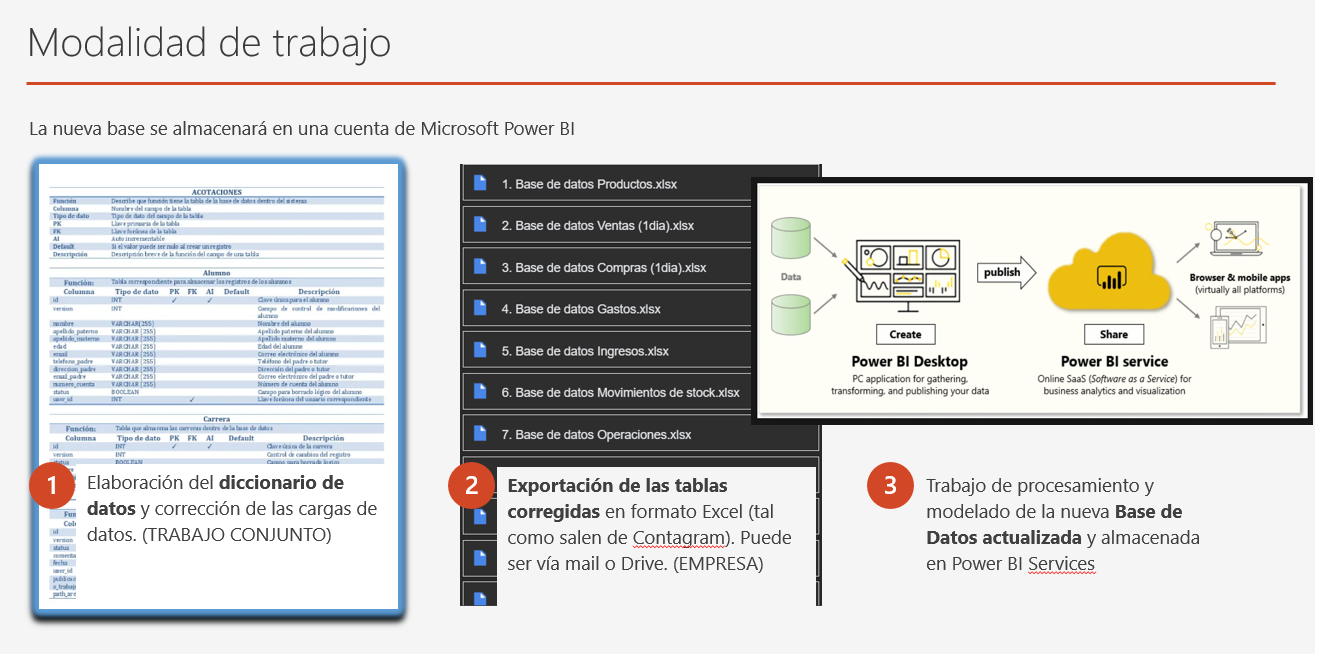 Modalidad de trabajo
La nueva base se almacenará en una cuenta de Microsoft Power BI
ACOTACIONES
Función Describe que función tiene la tabla de la base de datos dentro del sistema
Columna Nombre del campo de la tabla
Tipo de dato Tipo de dato del campo de la tabla
PK Llave primaria de la tabla
FK Llave foránea de la tabla
AI Auto incrementable
Default Si el valor puede ser nulo al crear un registro
Descripción Descripción breve de la función del campo de una tabla
Alumno
Función: Tabla correspondiente para almacenar los registros de los alumnos
Columna Tipo de dato PK FK AI Default Descripción
id INT ✓ ✓ Clave única para el alumno
version INT Campo de control de modificaciones del
alumno
nombre VARCHAR(255) Nombre del alumno
apellido_paterno VARCHAR (255) Apellido paterno del alumno
apellido_materno VARCHAR (255) Apellido materno del alumno
edad VARCHAR (255) Edad del alumno
email VARCHAR (255) Correo electrónico del alumno
telefono_padre VARCHAR (255) Teléfono del padre o tutor
direccion_padre VARCHAR (255) Dirección del padre o tutor
email_padre VARCHAR (255) Correo electrónico del padre o tutor
numero_cuenta VARCHAR (255) Número de cuenta del alumno
status BOOLEAN Campo para borrado lógico del alumno
user_id INT ✓ Llave foránea del usuario correspondiente
Carrera
Función: Tabla que almacena las carreras dentro de la base de datos
Columna Tipo de dato PK FK AI Default Descripción
id INT ✓ ✓ Clave única de la carrera
version INT Control de cambios del registro
status BOOLEAN Campo para borrado lógico
Fun
Col
id
version
status
comenta
fecha
user_id
publicac
o_trabajo
path_arc
1
Elaboración del diccionario de
datos y corrección de las cargas de
datos. (TRABAJO CONJUNTO)
1. Base de datos Productos.xlsx
2. Base de datos Ventas (1dia).xlsx
3. Base de datos Compras (1dia).xlsx
4. Base de datos Gastos.xlsx
5. Base de datos Ingresos.xlsx
6. Base de datos Movimientos de stock.xlsx
7. Base de datos Operaciones.xlsx
2
Exportación de las tablas
corregidas en formato Excel (tal
como salen de Contagram). Puede
ser vía mail o Drive. (EMPRESA)
Data
Create
Power BI Desktop
PC application for gathering,
transforming, and publishing your data
publish
Share
Power BI service
Online SaaS (Software as a Service) for
business analytics and visualization
Browser & mobile apps
(virtually all platforms)
3
Trabajo de procesamiento y
modelado de la nueva Base de
Datos actualizada y almacenada
en Power BI Services